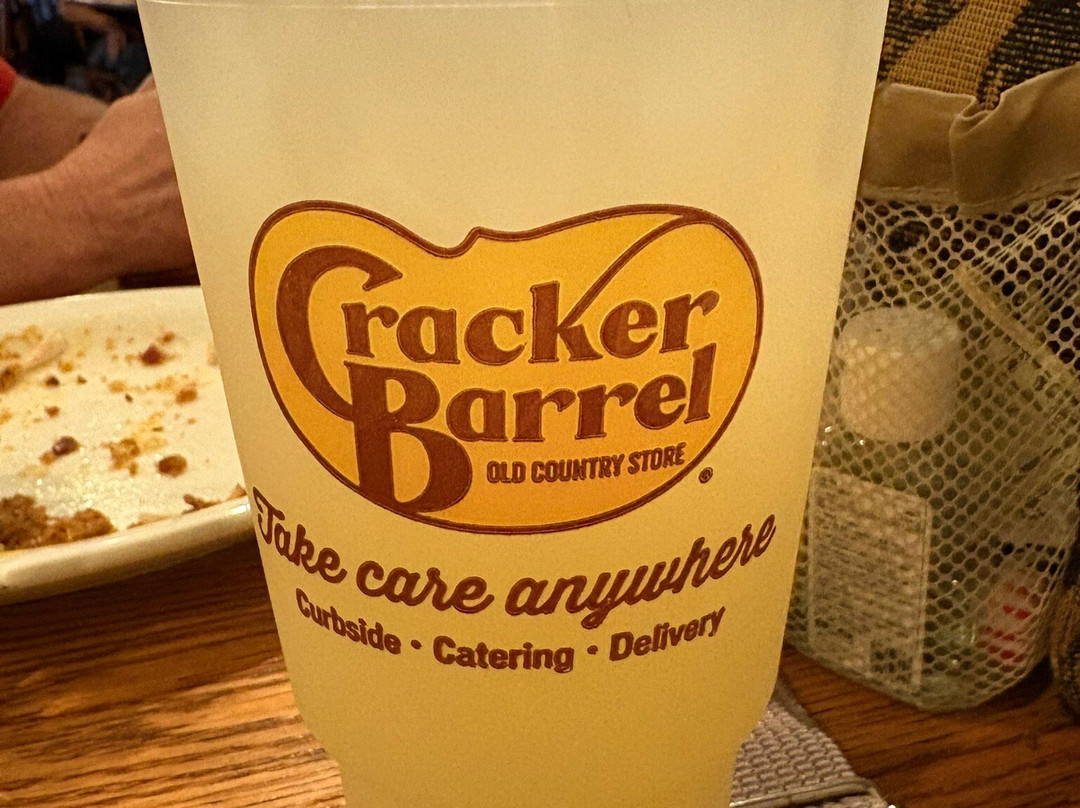 Cracker
Barrel
OLD COUNTRY STORE
®
Take care anywhere
Curbside • Catering • Delivery